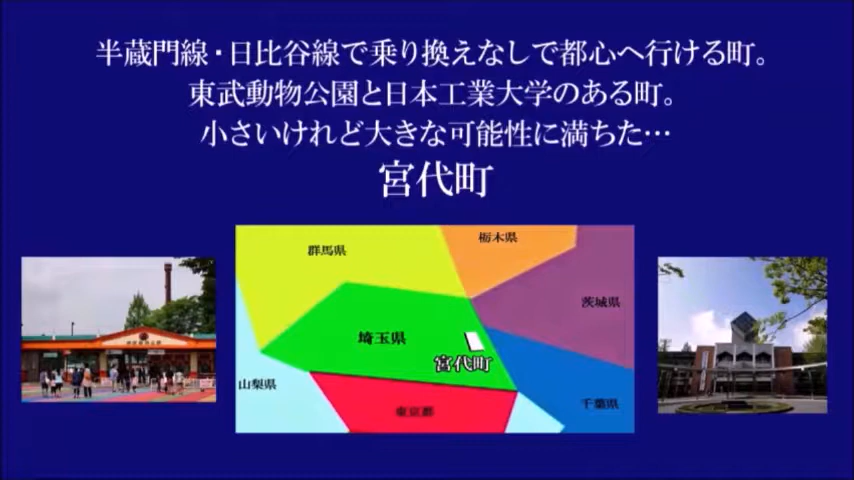 半蔵門線・日比谷線で乗り換えなしで都心へ行ける町。
東武動物公園と日本工業大学のある町。
小さいけれど大きな可能性に満ちた…
宮代町
群馬県
栃木県
茨城県
埼玉県
宮代町
山梨県
千葉県
東京都